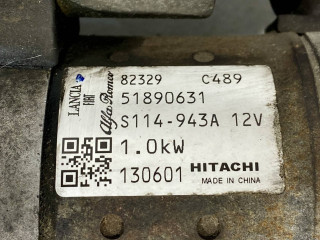 LANCIA
FIAT
Alfa Romeo
82329 C489
51890631
S114-943A 12V
1.0kW
130601 HITACHI
MADE IN CHINA